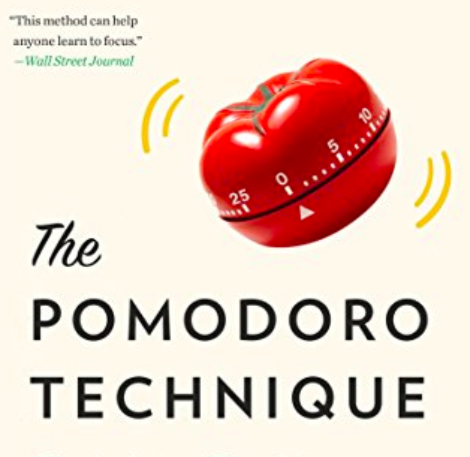 “This method can help
anyone learn to focus.”
—Wall Street Journal
10
5
0
25
The
POMODORO
TECHNIQUE